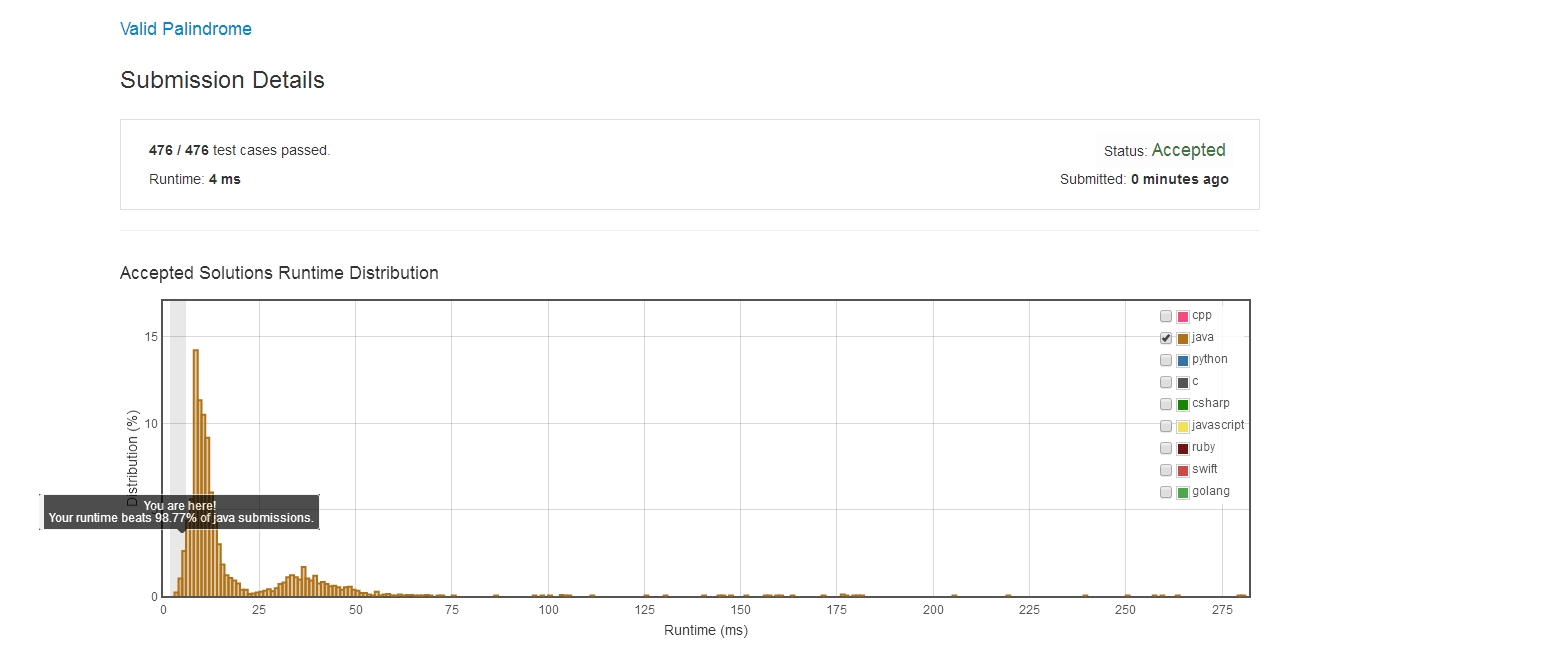 Valid Palindrome
Submission Details
476 / 476 test cases passed.
Status: Accepted
Runtime: 4 ms
Submitted: 0 minutes ago
Accepted Solutions Runtime Distribution
cpp
java
python
c
csharp
javascript
ruby
swift
golang
15
10
0
Distribution (%)
You are here!
Your runtime beats 98.77% of java submissions.
0 25 50 75 100 125 150 175 200 225 250 275
Runtime (ms)